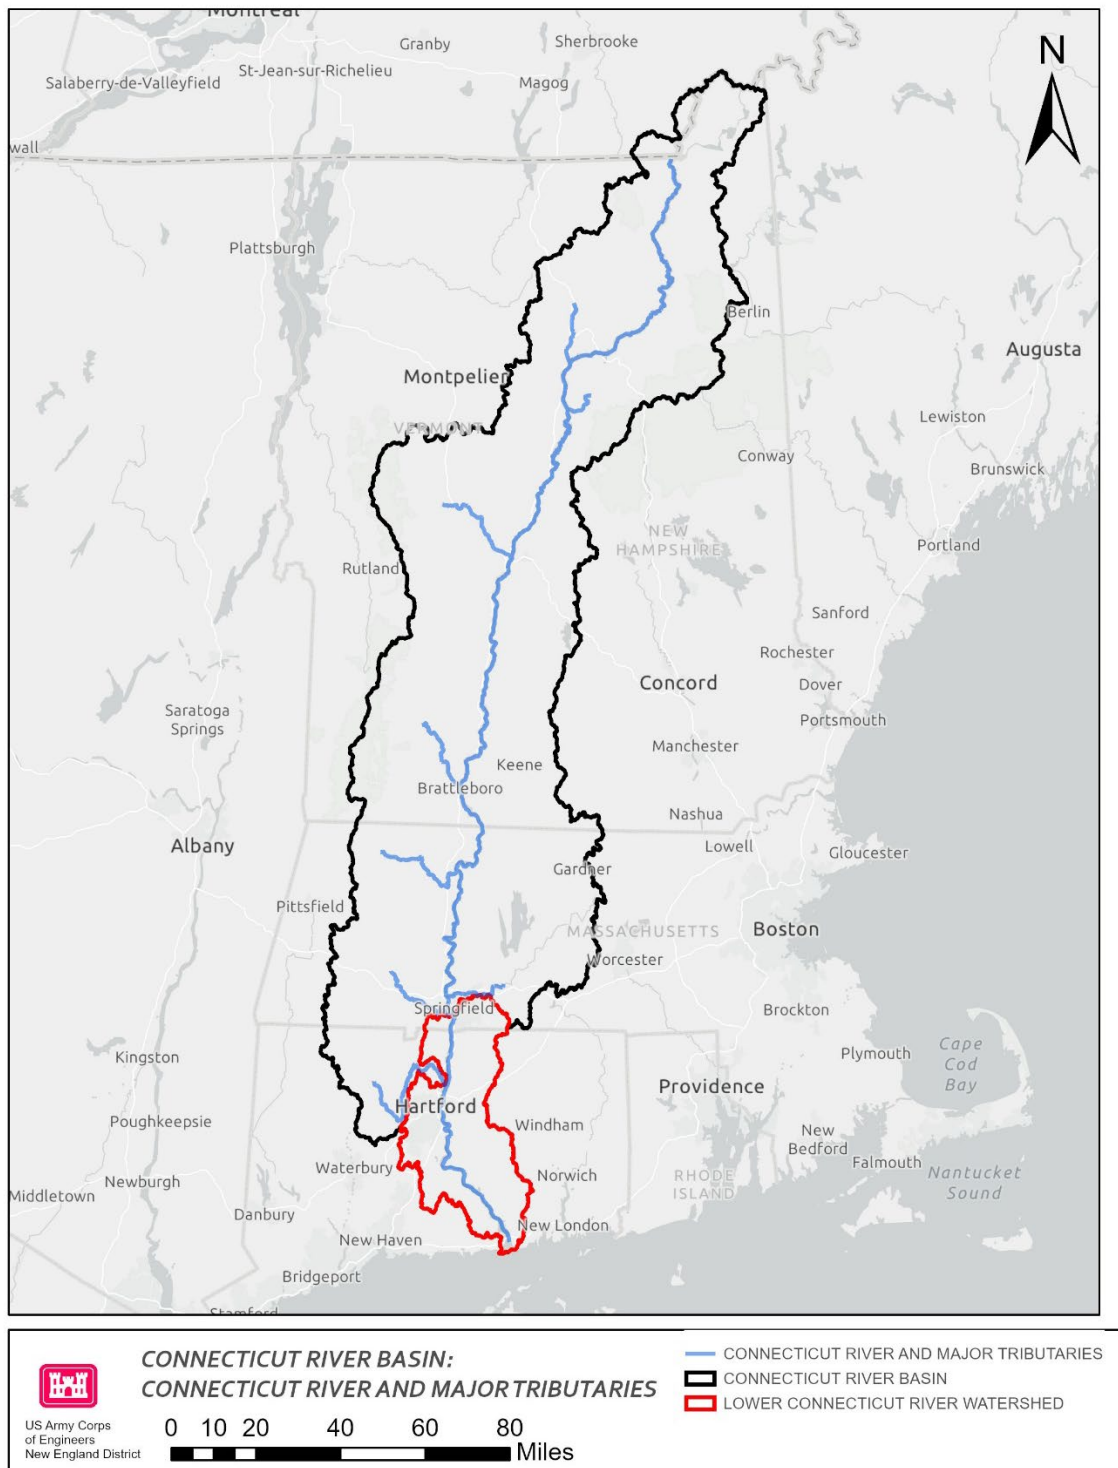 Montreal
Granby
Sherbrooke
N
St-Jean-sur-Richelieu
Salaberry-de-Valleyfield
Magog
wall
Plattsburgh
Berlin
Augusta
Montpelier
VERMONT
Lewiston
Conway
Brunswick
NEW
HAMPSHIRE
Portland
Rutland
Sanford
Rochester
Concord
Dover
Saratoga
Springs
Portsmouth
Manchester
Keene
Brattleboro
Nashua
Albany
Lowell
Gloucester
Gardner
Pittsfield
MASSACHUSETTS
Boston
Worcester
Springfield
Brockton
Kingston
Plymouth
Cape
Cod
Bay
Providence
Hartford
Poughkeepsie
Windham
New
Bedford
Falmouth
Waterbury
Norwich
RHODE
ISLAND
Nantucket
Sound
Middletown
Newburgh
Danbury
New London
New Haven
Bridgeport
Stamford
CONNECTICUT RIVER BASIN:
CONNECTICUT RIVER AND MAJOR TRIBUTARIES
US Army Corps
of Engineers
New England District
0 10 20 40 60 80
Miles
CONNECTICUT RIVER AND MAJOR TRIBUTARIES
CONNECTICUT RIVER BASIN
LOWER CONNECTICUT RIVER WATERSHED